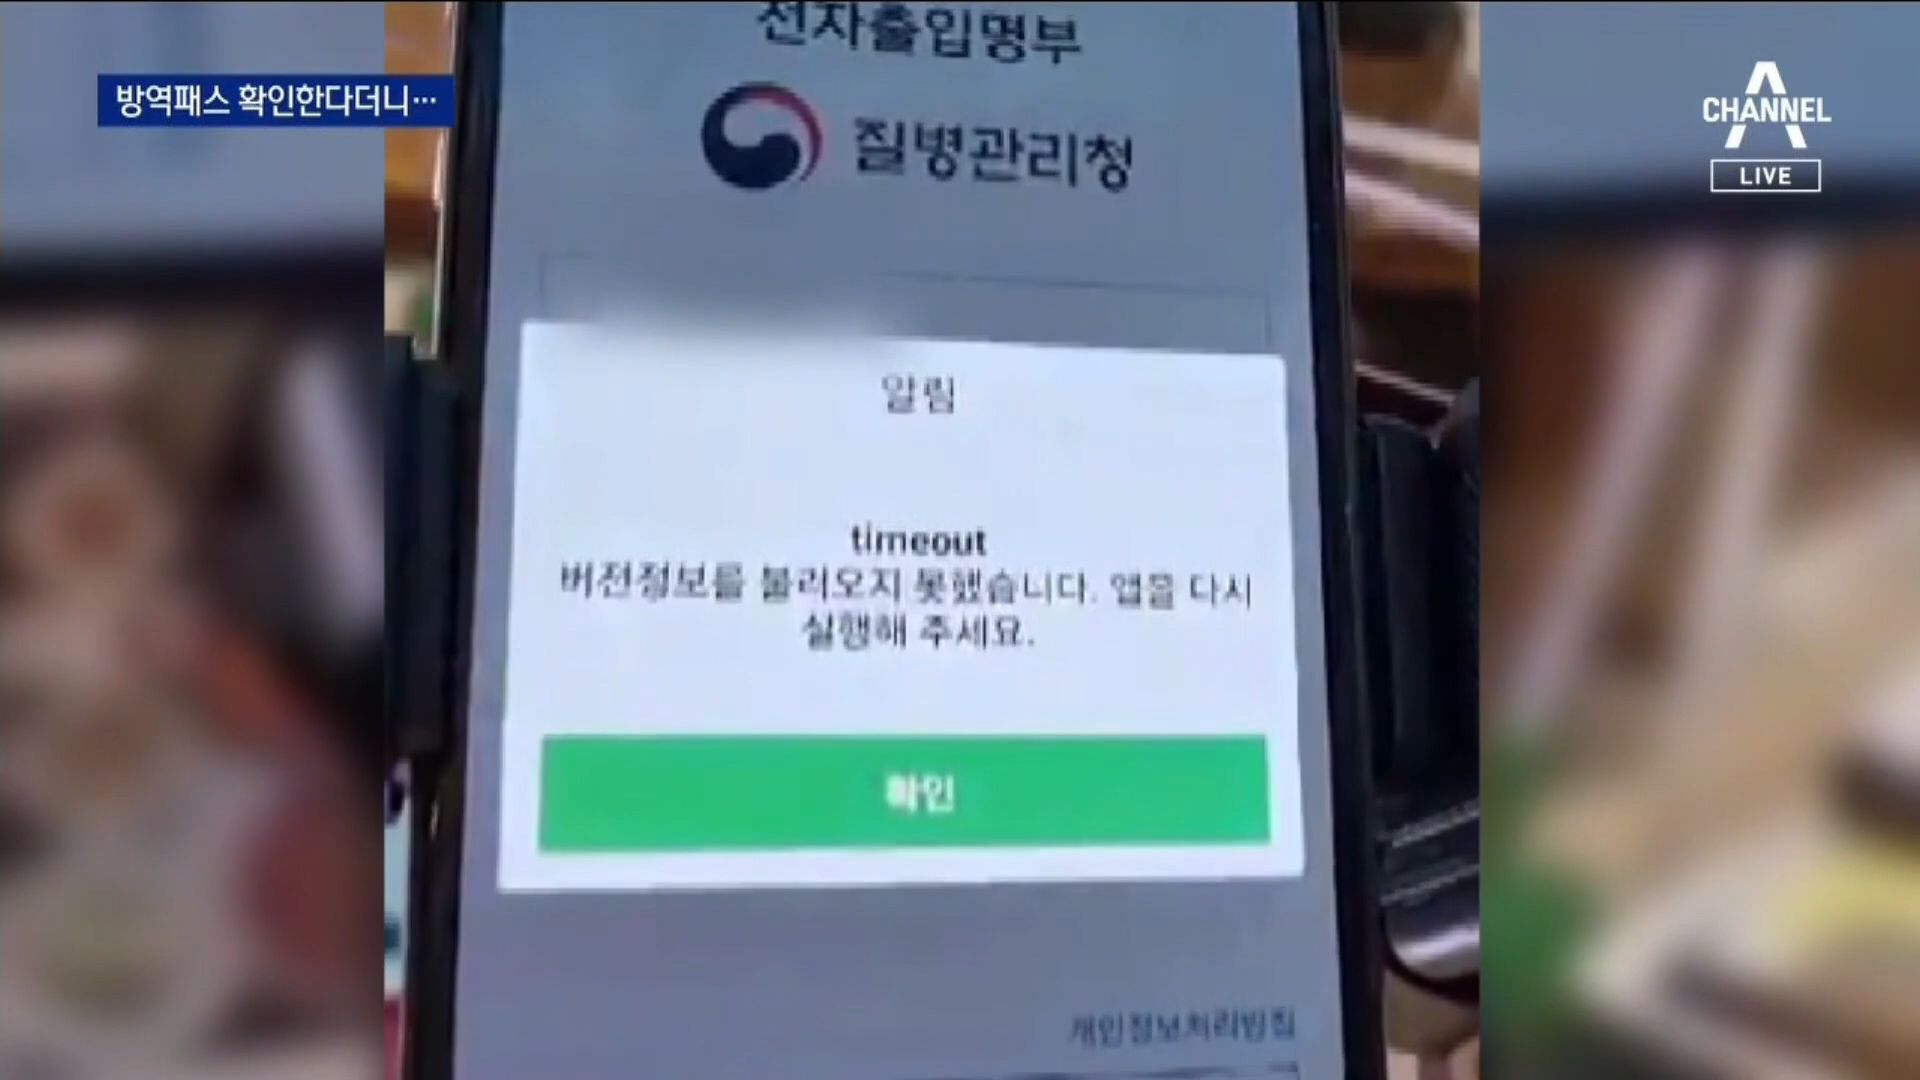 전자출입명부
방역패스 확인한다더니…
CHANNEL A
LIVE
질병관리청
알림
timeout
버전정보를 불러오지 못했습니다. 앱을 다시
실행해 주세요.
확인
개인정보처리방침